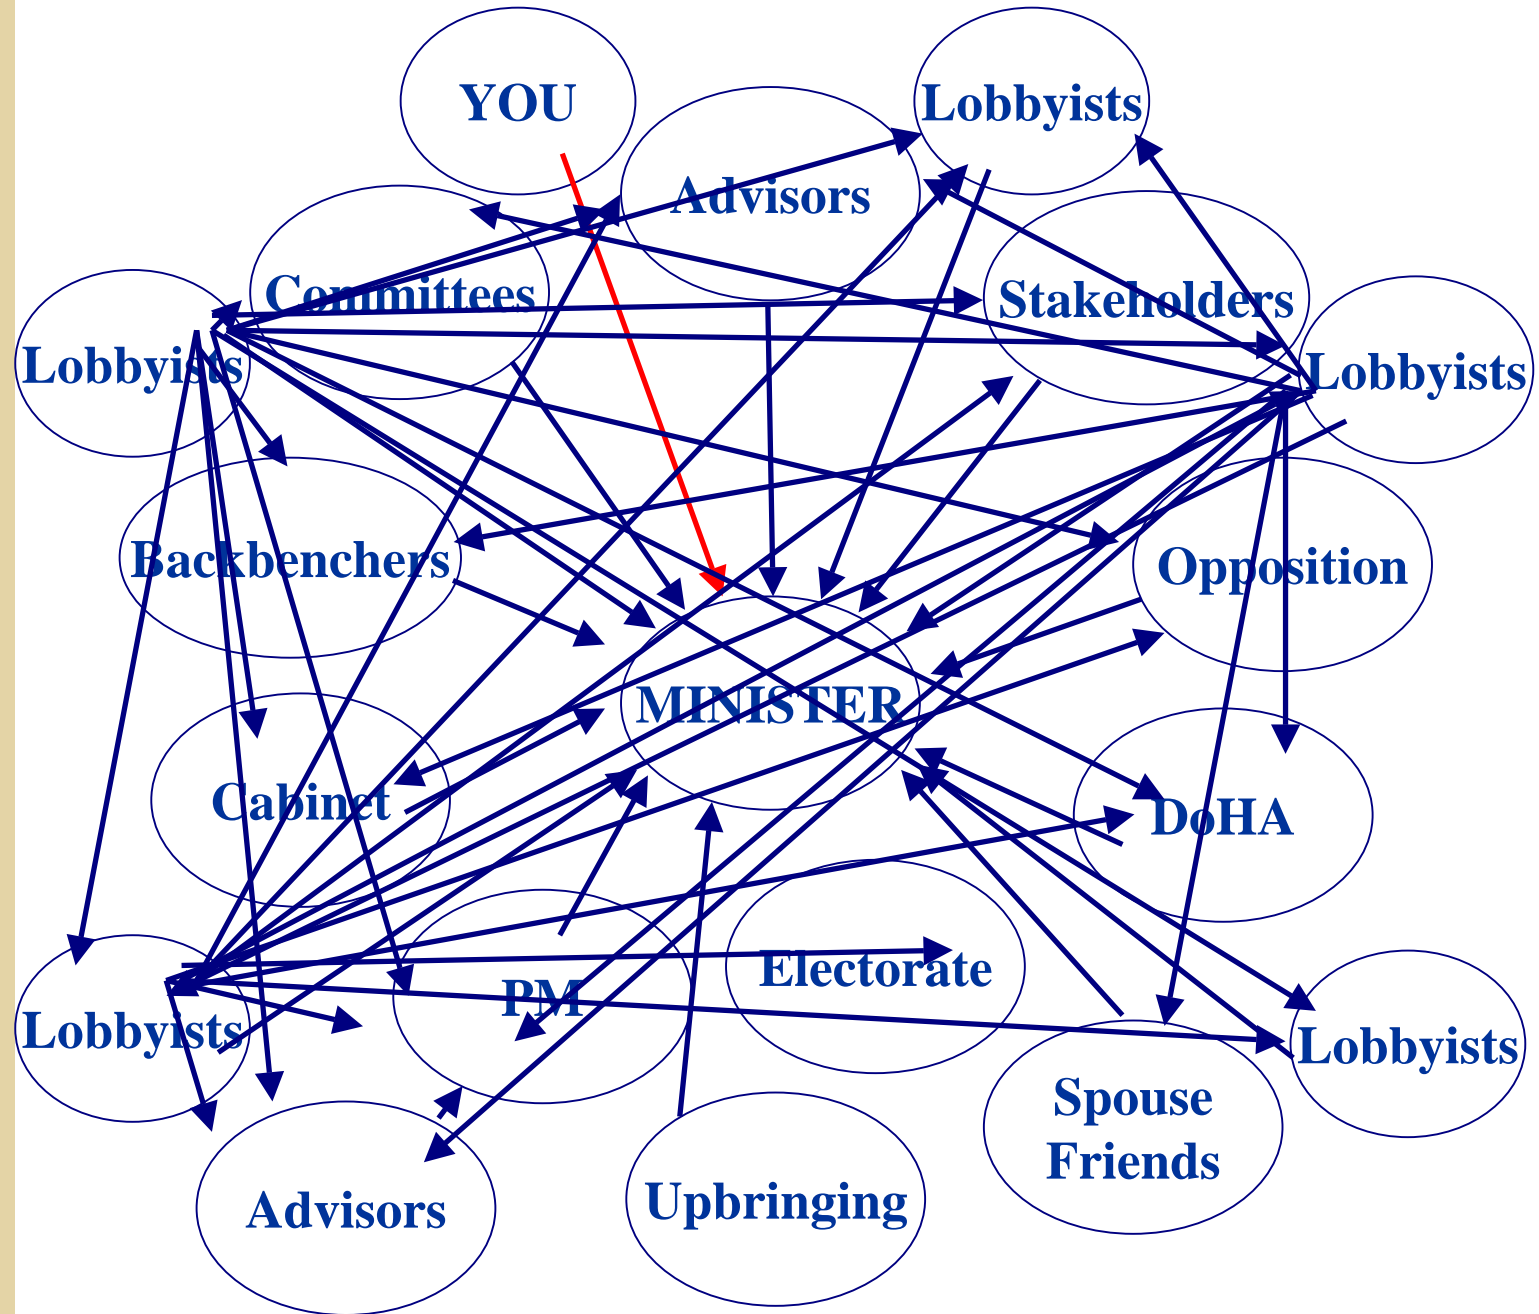 YOU
Lobbyists
Advisors
Committees
Stakeholders
Lobbyists
Lobbyists
Backbenchers
Opposition
MINISTER
Cabinet
DoHA
PM
Electorate
Lobbyists
Lobbyists
Spouse
Friends
Advisors
Upbringing